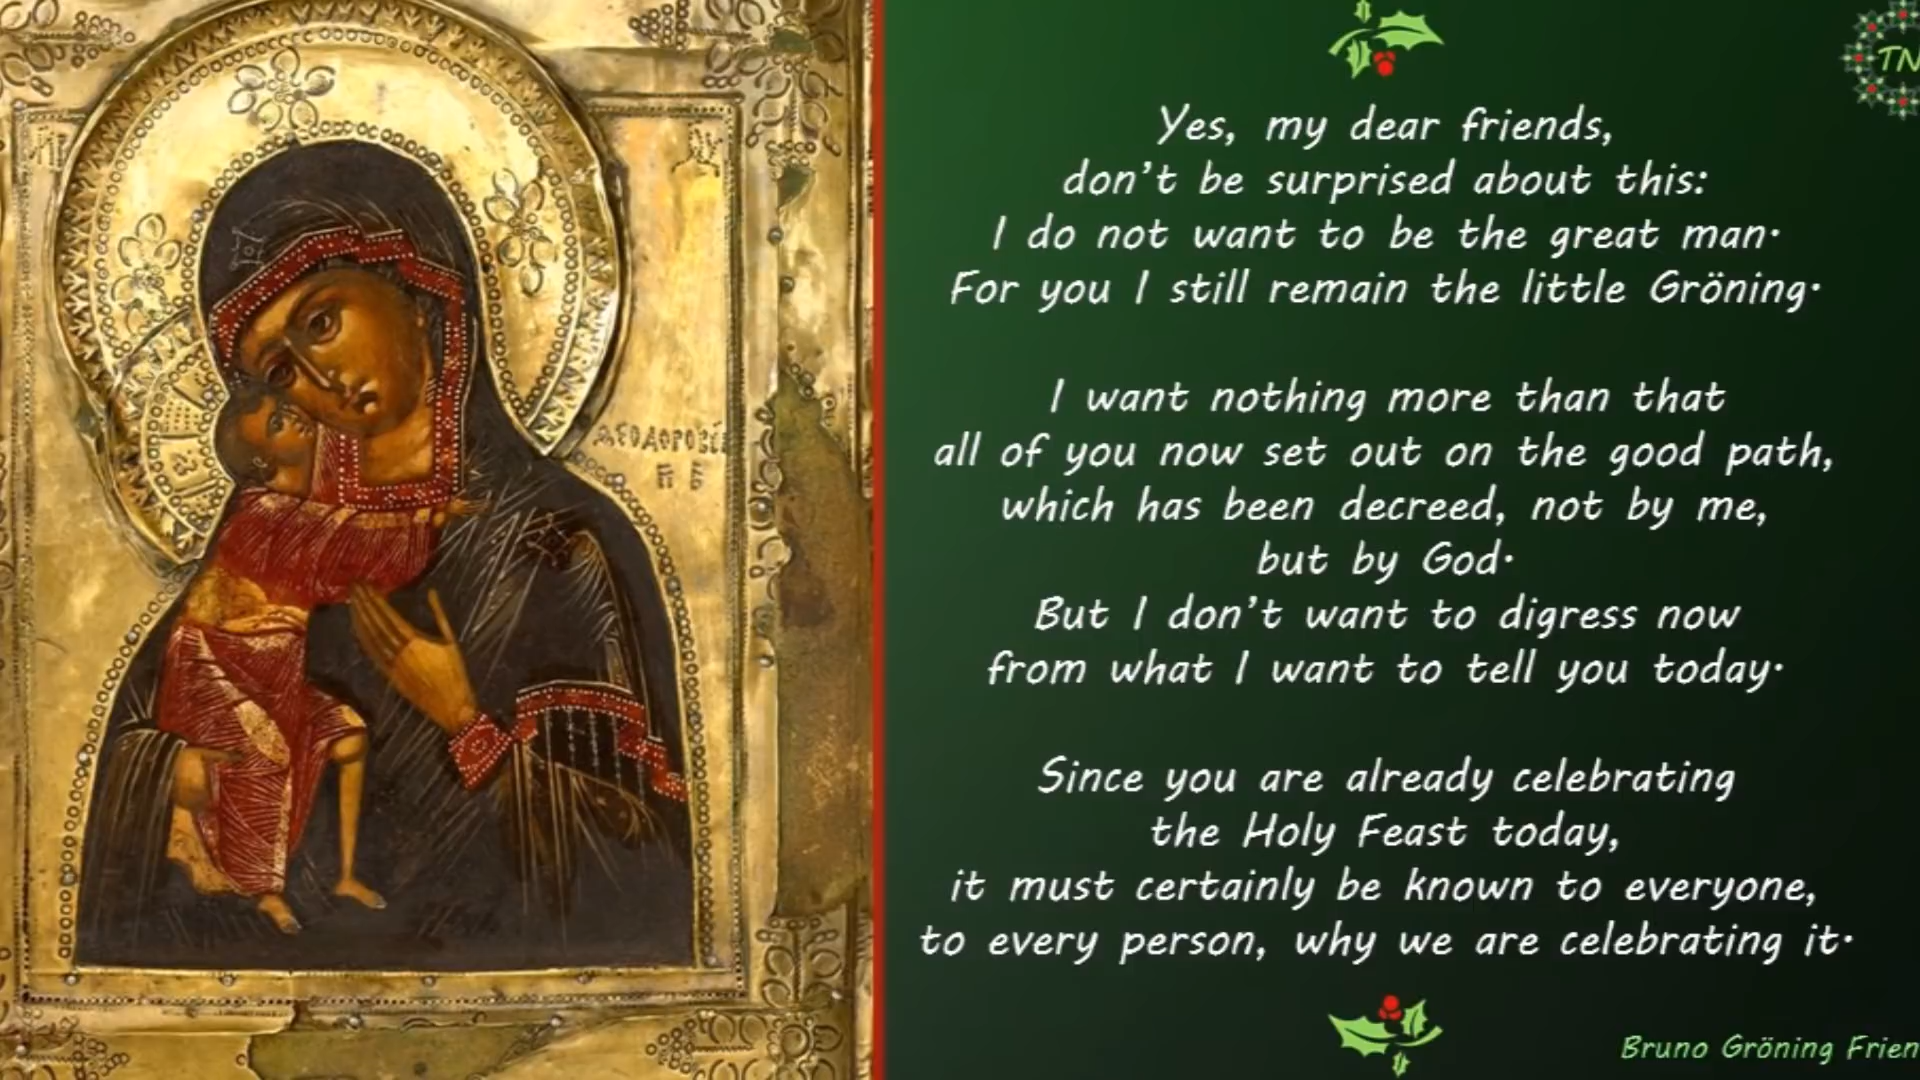 TN
Yes, my dear friends,
don't be surprised about this:
I do not want to be the great man.
For you I still remain the little Gröning.
I want nothing more than that
all of you now set out on the good path,
which has been decreed, not by me,
but by God.
But I don't want to digress now
from what I want to tell you today.
Since you are already celebrating
the Holy Feast today,
it must certainly be known to everyone,
to every person, why we are celebrating it.
Bruno Gröning Frien